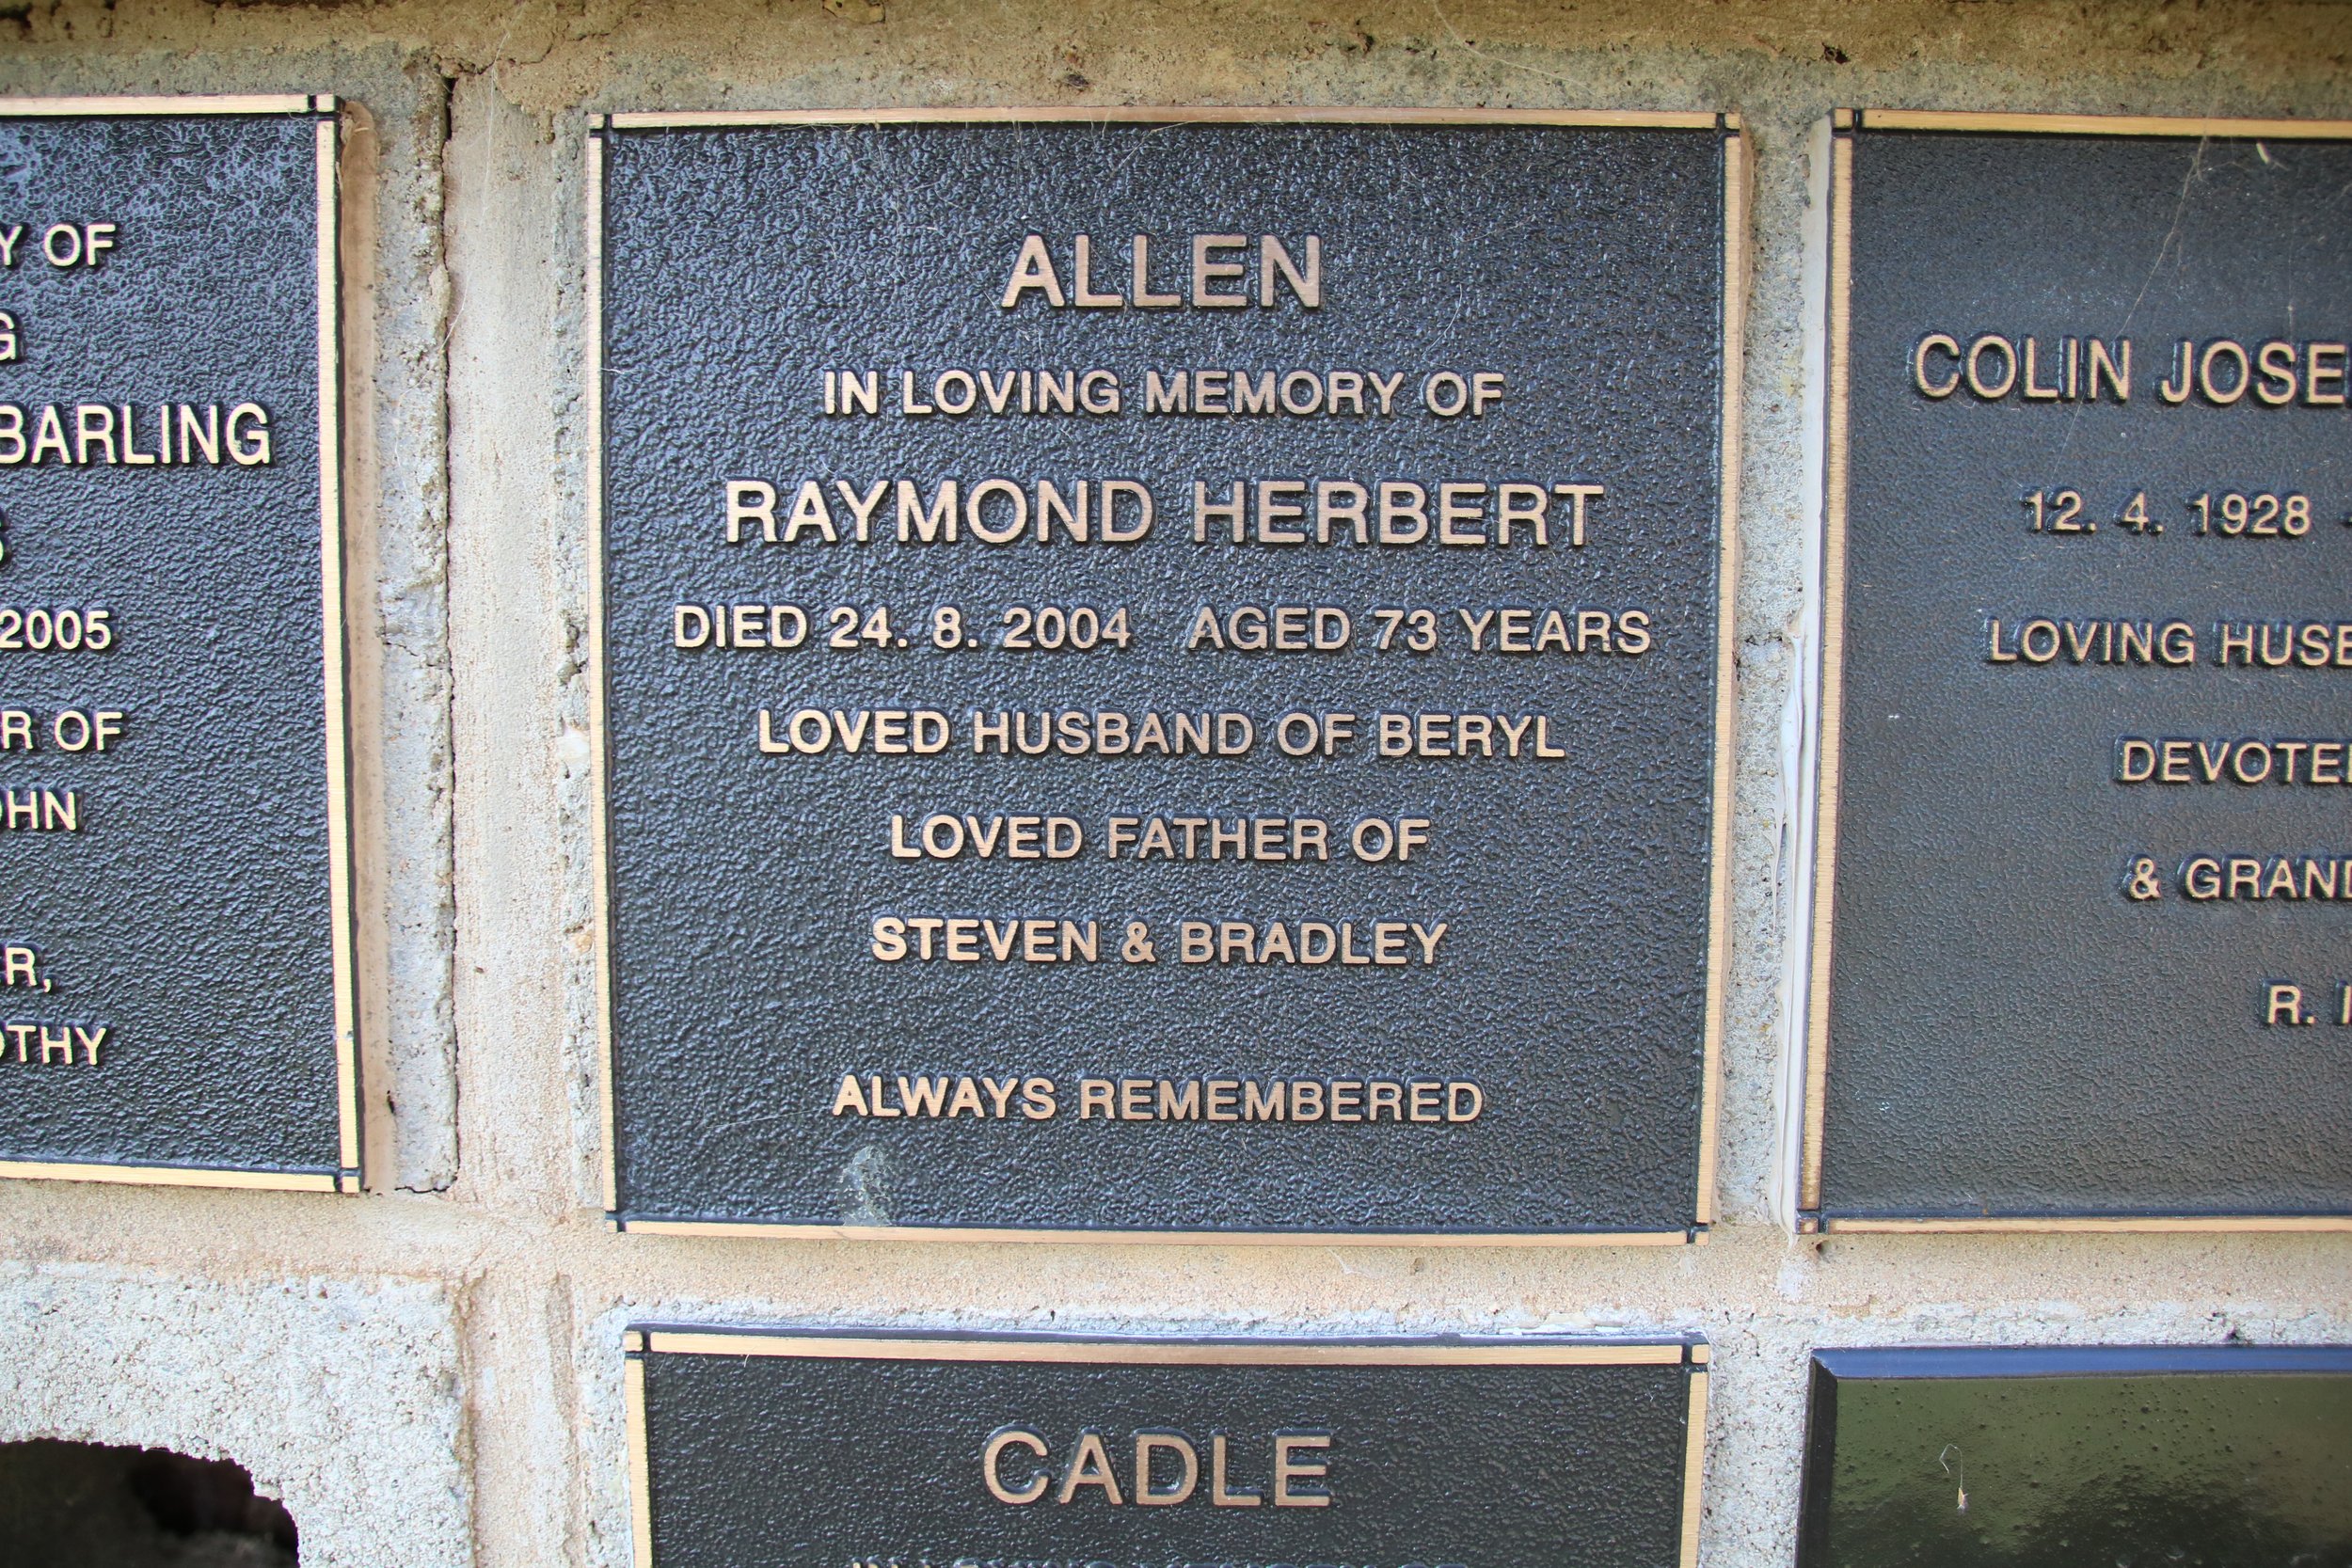 Y OF
G
BARLING
S
2005
R OF
OHN
R,
OTHY
ALLEN
IN LOVING MEMORY OF
RAYMOND HERBERT
DIED 24. 8. 2004 AGED 73 YEARS
LOVED HUSBAND OF BERYL
LOVED FATHER OF
STEVEN & BRADLEY
ALWAYS REMEMBERED
COLIN JOSE
12. 4. 1928
LOVING HUSB
DEVOTE
& GRAN
R.
CADLE